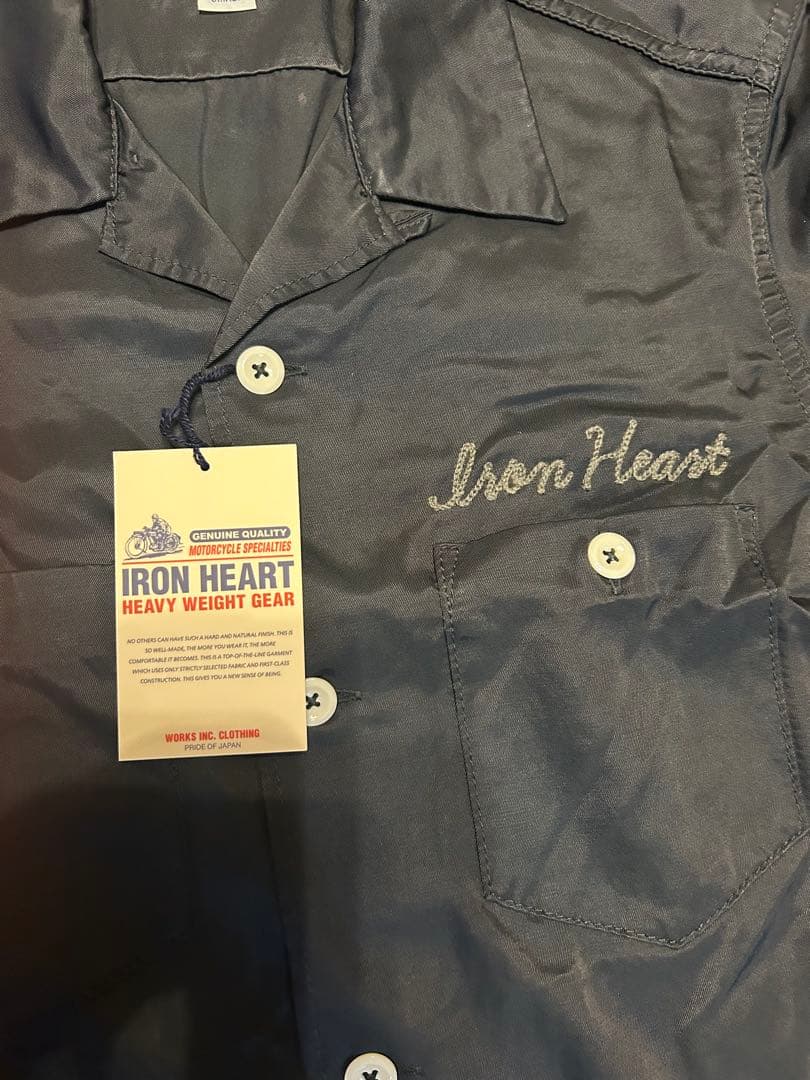 Iron Heart
GENUINE QUALITY
MOTORCYCLE SPECIALTIES
IRON HEART
HEAVY WEIGHT GEAR
NO OTHERS CAN HAVE SUCH A HARD AND NATURAL FINISH. THIS IS
SO WELL-MADE, THE MORE YOU WEAR IT, THE MORE
COMFORTABLE IT BECOMES. THIS IS A TOP-OF-THE-LINE GARMENT
WHICH USES ONLY STRICTLY SELECTED FABRIC AND FIRST-CLASS
CONSTRUCTION. THIS GIVES YOU A NEW SENSE OF BEING.
WORKS INC. CLOTHING
PRIDE OF JAPAN